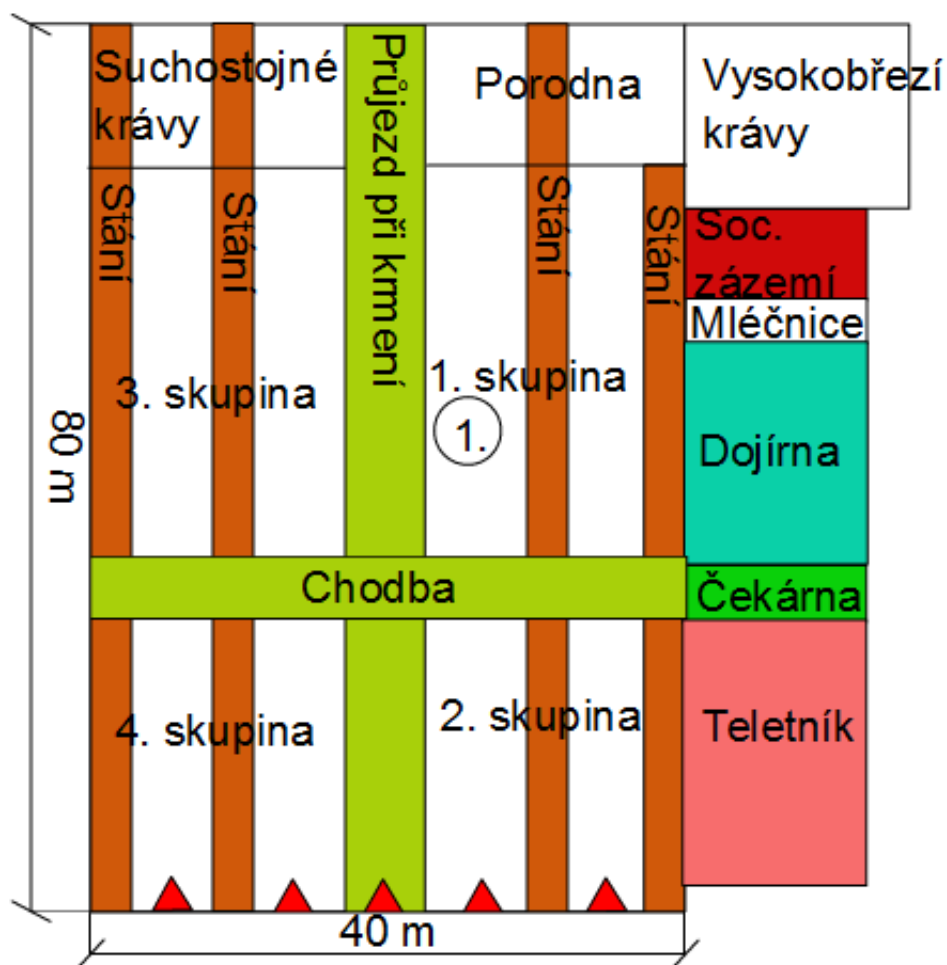 Suchostojné
krávy
Průjezd při krmení
Porodna
Vysokobřezí
krávy
Stání
Stání
Stání
Stání
Soc.
zázemí
Mléčnice
3. skupina
1. skupina
1.
Dojírna
80 m
Chodba
Čekárna
4. skupina
2. skupina
Teletník
40 m